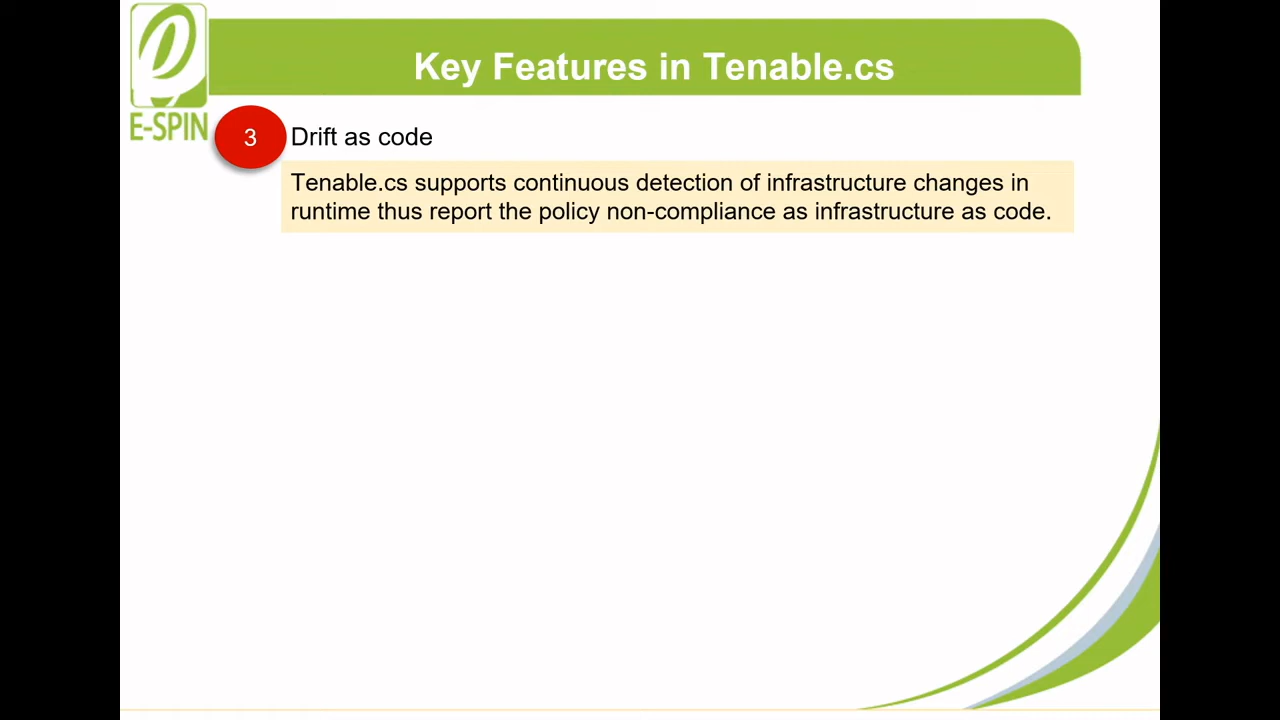 Key Features in Tenable.cs
E-SPIN
3
Drift as code
Tenable.cs supports continuous detection of infrastructure changes in
runtime thus report the policy non-compliance as infrastructure as code.